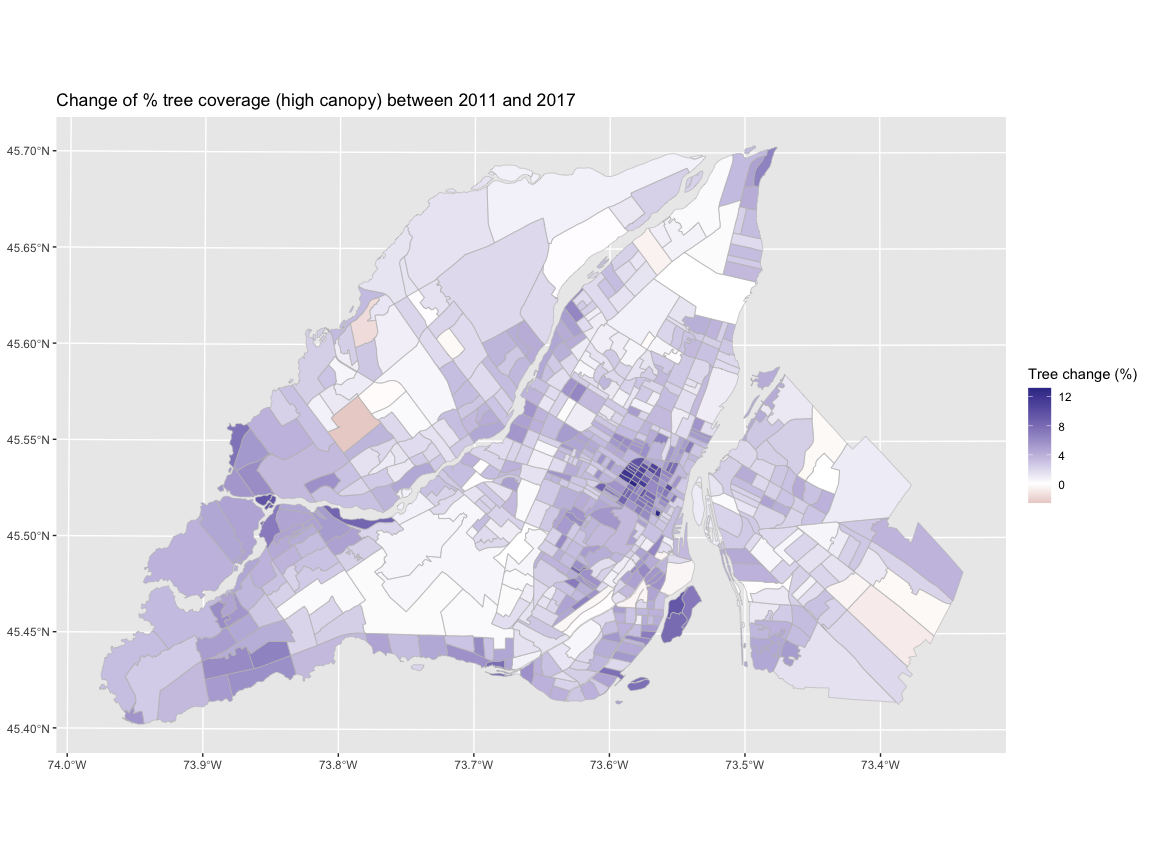 Change of % tree coverage (high canopy) between 2011 and 2017
45.70°N
45.65°N
45.60°N
45.55°N
45.50°N
45.45°N
45.40°N
74.0°W 73.9°W 73.8°W 73.7°W 73.6°W 73.5°W 73.4°W
Tree change (%)
12
8
4
0